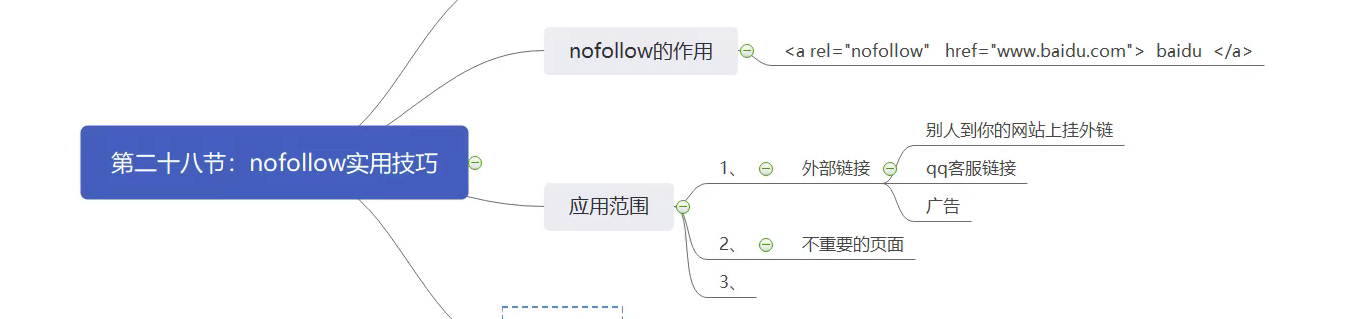 nofollow的作用
<a rel="nofollow" href="www.baidu.com"> baidu </a>
第二十八节：nofollow实用技巧
应用范围
1、 外部链接
别人到你的网站上挂外链
qq客服链接
广告
2、 不重要的页面
3、